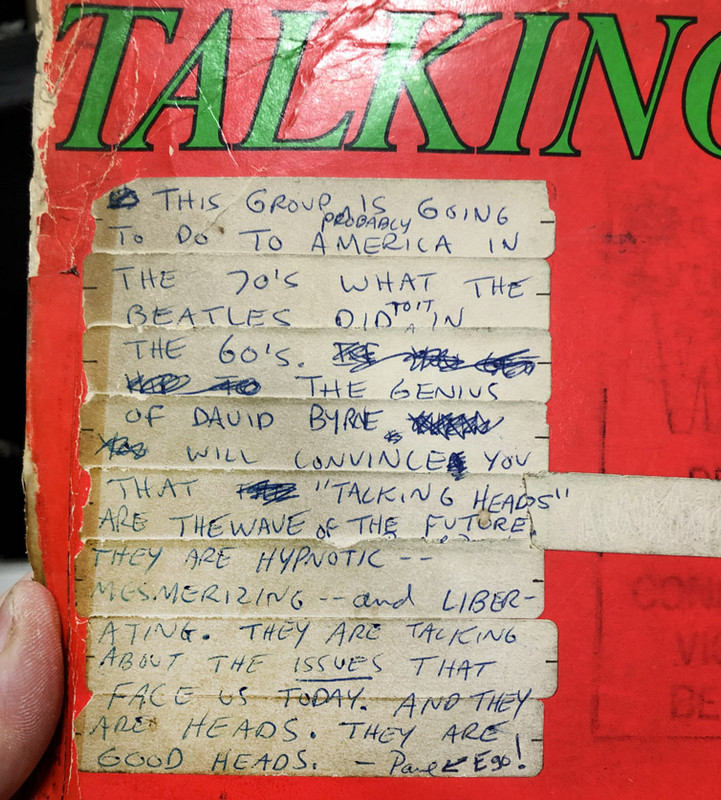 TALKING
THIS GROUP IS GOING
PROBABLY
TO DO TO AMERICA IN
THE 70'S WHAT THE
BEATLES DID TO IT IN
THE 60'S.
THE GENIUS
OF DAVID BYRNE
WILL CONVINCE YOU
THAT "TALKING HEADS"
ARE THE WAVE OF THE FUTURE.
THEY ARE HYPNOTIC --
MESMERIZING -- and LIBER-
ATING. THEY ARE TALKING
ABOUT THE ISSUES THAT
FACE US TODAY. AND THEY
ARE HEADS. THEY ARE
GOOD HEADS. -